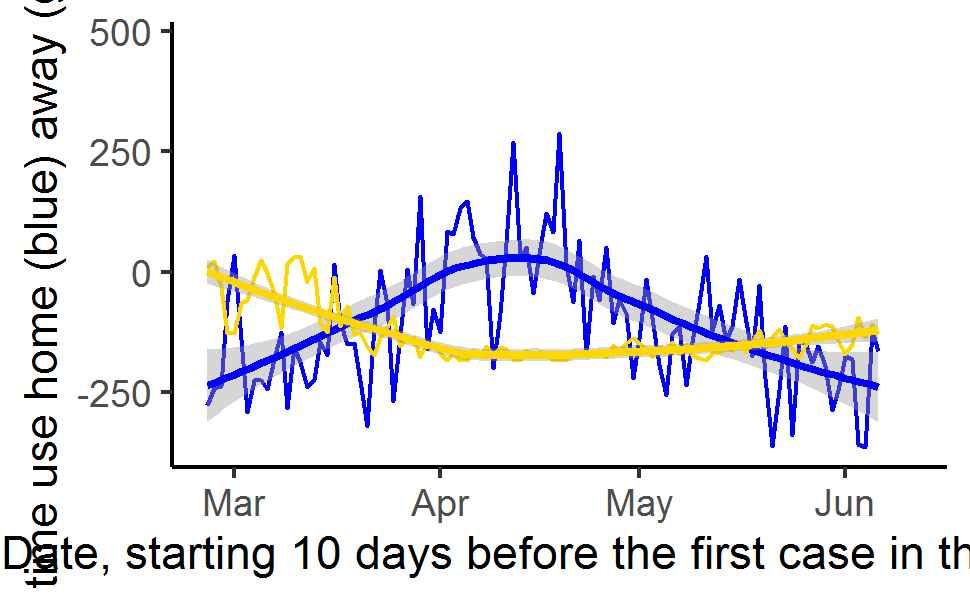 time use home (blue) away (
500
250
0
-250
Mar Apr May Jun
Date, starting 10 days before the first case in th